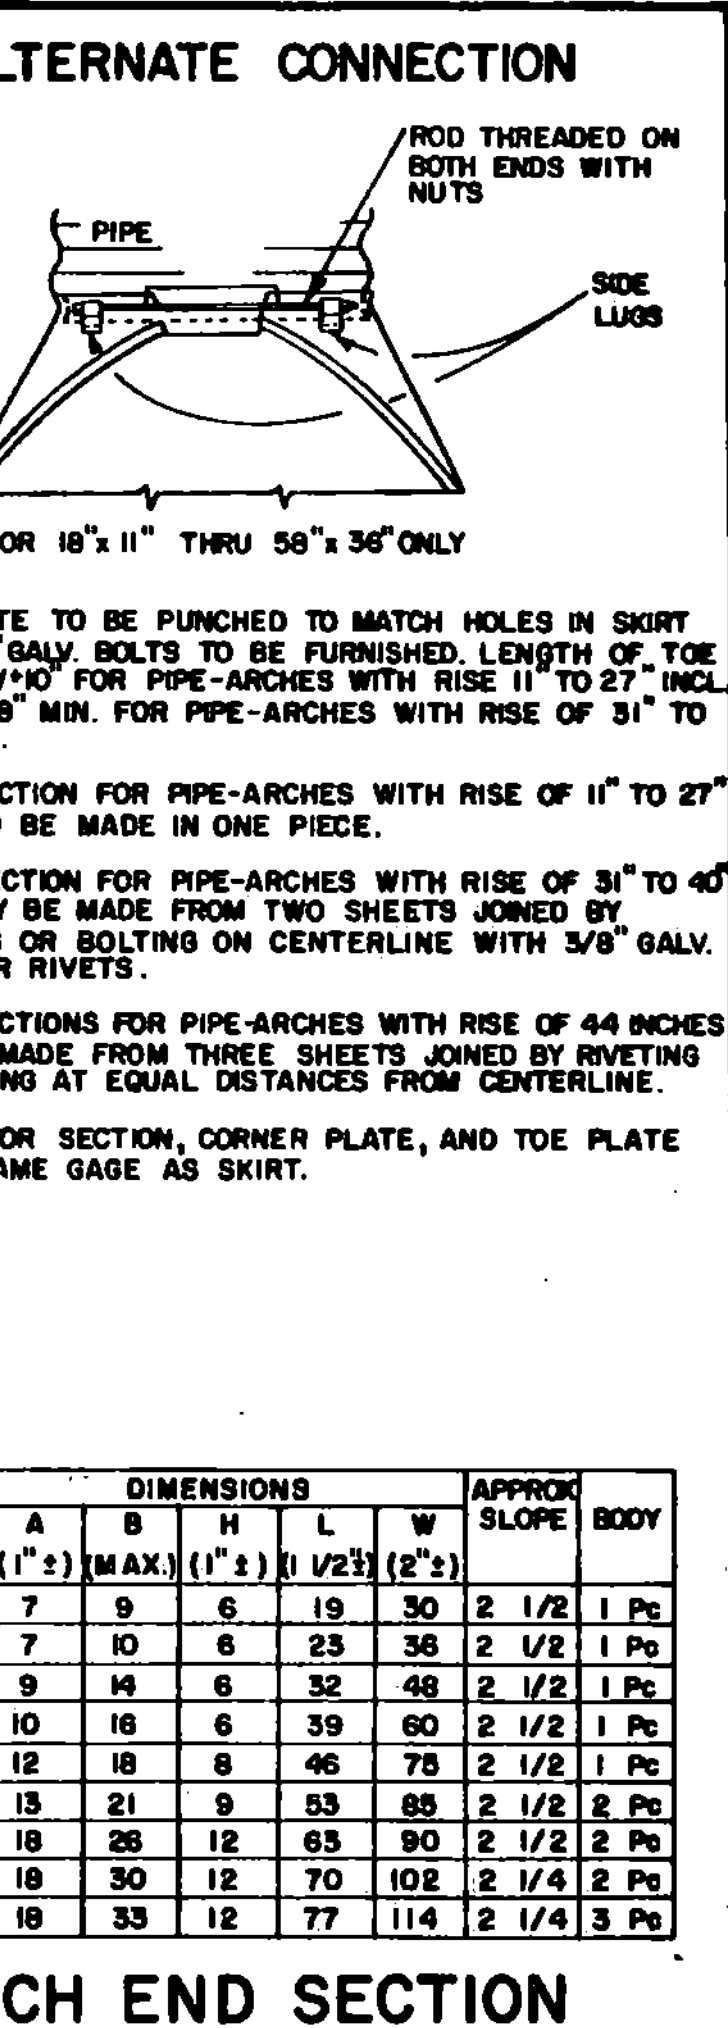 LTERNATE CONNECTION
ROD THREADED ON
BOTH ENDS WITH
NUTS
PIPE
SIDE
LUGS
OR 18"x 11" THRU 58"x 36" ONLY
TE TO BE PUNCHED TO MATCH HOLES IN SKIRT
" GALV. BOLTS TO BE FURNISHED. LENGTH OF TOE
+10" FOR PIPE-ARCHES WITH RISE 11" TO 27" INCL.
8" MIN. FOR PIPE-ARCHES WITH RISE OF 31" TO
.
CTION FOR PIPE-ARCHES WITH RISE OF 11" TO 27"
BE MADE IN ONE PIECE.
CTION FOR PIPE-ARCHES WITH RISE OF 31" TO 40"
Y BE MADE FROM TWO SHEETS JOINED BY
OR BOLTING ON CENTERLINE WITH 3/8" GALV.
R RIVETS.
CTIONS FOR PIPE-ARCHES WITH RISE OF 44 INCHES
MADE FROM THREE SHEETS JOINED BY RIVETING
NG AT EQUAL DISTANCES FROM CENTERLINE.
OR SECTION, CORNER PLATE, AND TOE PLATE
AME GAGE AS SKIRT.
DIMENSIONS APPROX SLOPE BODY
A B H L W
(1" ±) (MAX.) (1" ±) (1 1/2"±) (2"±)
7 9 6 19 30 2 1/2 1 Pc
7 10 6 23 36 2 1/2 1 Pc
9 14 6 32 48 2 1/2 1 Pc
10 16 6 39 60 2 1/2 1 Pc
12 18 8 46 75 2 1/2 1 Pc
13 21 9 53 85 2 1/2 2 Pc
18 26 12 63 90 2 1/2 2 Pc
18 30 12 70 102 2 1/4 2 Pc
18 33 12 77 114 2 1/4 3 Pc
CH END SECTION